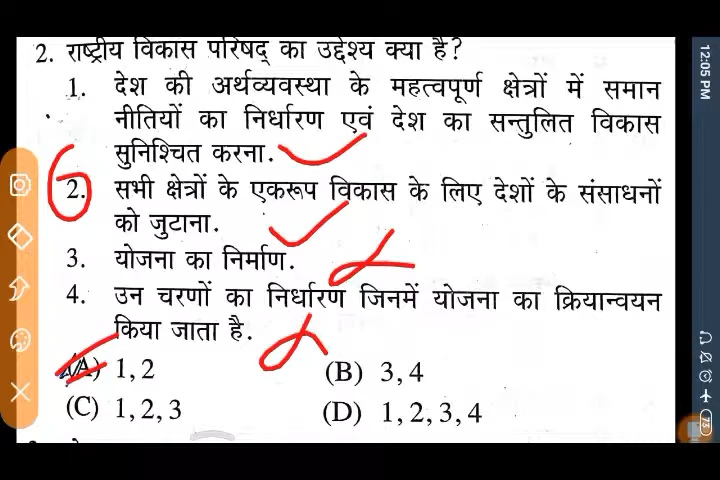 2. राष्ट्रीय विकास परिषद् का उद्देश्य क्या है?
1. देश की अर्थव्यवस्था के महत्वपूर्ण क्षेत्रों में समान
नीतियों का निर्धारण एवं देश का सन्तुलित विकास
सुनिश्चित करना.
2. सभी क्षेत्रों के एकरूप विकास के लिए देशों के संसाधनों
को जुटाना.
3. योजना का निर्माण.
4. उन चरणों का निर्धारण जिनमें योजना का क्रियान्वयन
किया जाता है.
(A) 1, 2 (B) 3, 4
(C) 1, 2, 3 (D) 1, 2, 3, 4
12:05 PM
73